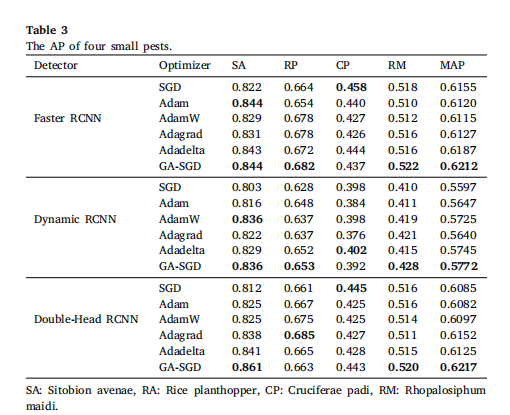 Table 3
The AP of four small pests.
Detector Optimizer SA RP CP RM MAP
SGD 0.822 0.664 0.458 0.518 0.6155
Adam 0.844 0.654 0.440 0.510 0.6120
Faster RCNN AdamW 0.829 0.678 0.427 0.512 0.6115
Adagrad 0.831 0.678 0.426 0.516 0.6127
Adadelta 0.843 0.672 0.444 0.516 0.6187
GA-SGD 0.844 0.682 0.437 0.522 0.6212
SGD 0.803 0.628 0.398 0.410 0.5597
Adam 0.816 0.648 0.384 0.411 0.5647
Dynamic RCNN AdamW 0.836 0.637 0.398 0.419 0.5725
Adagrad 0.822 0.637 0.376 0.421 0.5640
Adadelta 0.829 0.652 0.402 0.415 0.5745
GA-SGD 0.836 0.653 0.392 0.428 0.5772
SGD 0.812 0.661 0.445 0.516 0.6085
Adam 0.825 0.667 0.425 0.516 0.6082
Double-Head RCNN AdamW 0.825 0.675 0.425 0.514 0.6097
Adagrad 0.838 0.685 0.427 0.511 0.6152
Adadelta 0.841 0.665 0.428 0.515 0.6125
GA-SGD 0.861 0.663 0.443 0.520 0.6217
SA: Sitobion avenae, RA: Rice planthopper, CP: Cruciferae padi, RM: Rhopalosiphum
maidi.